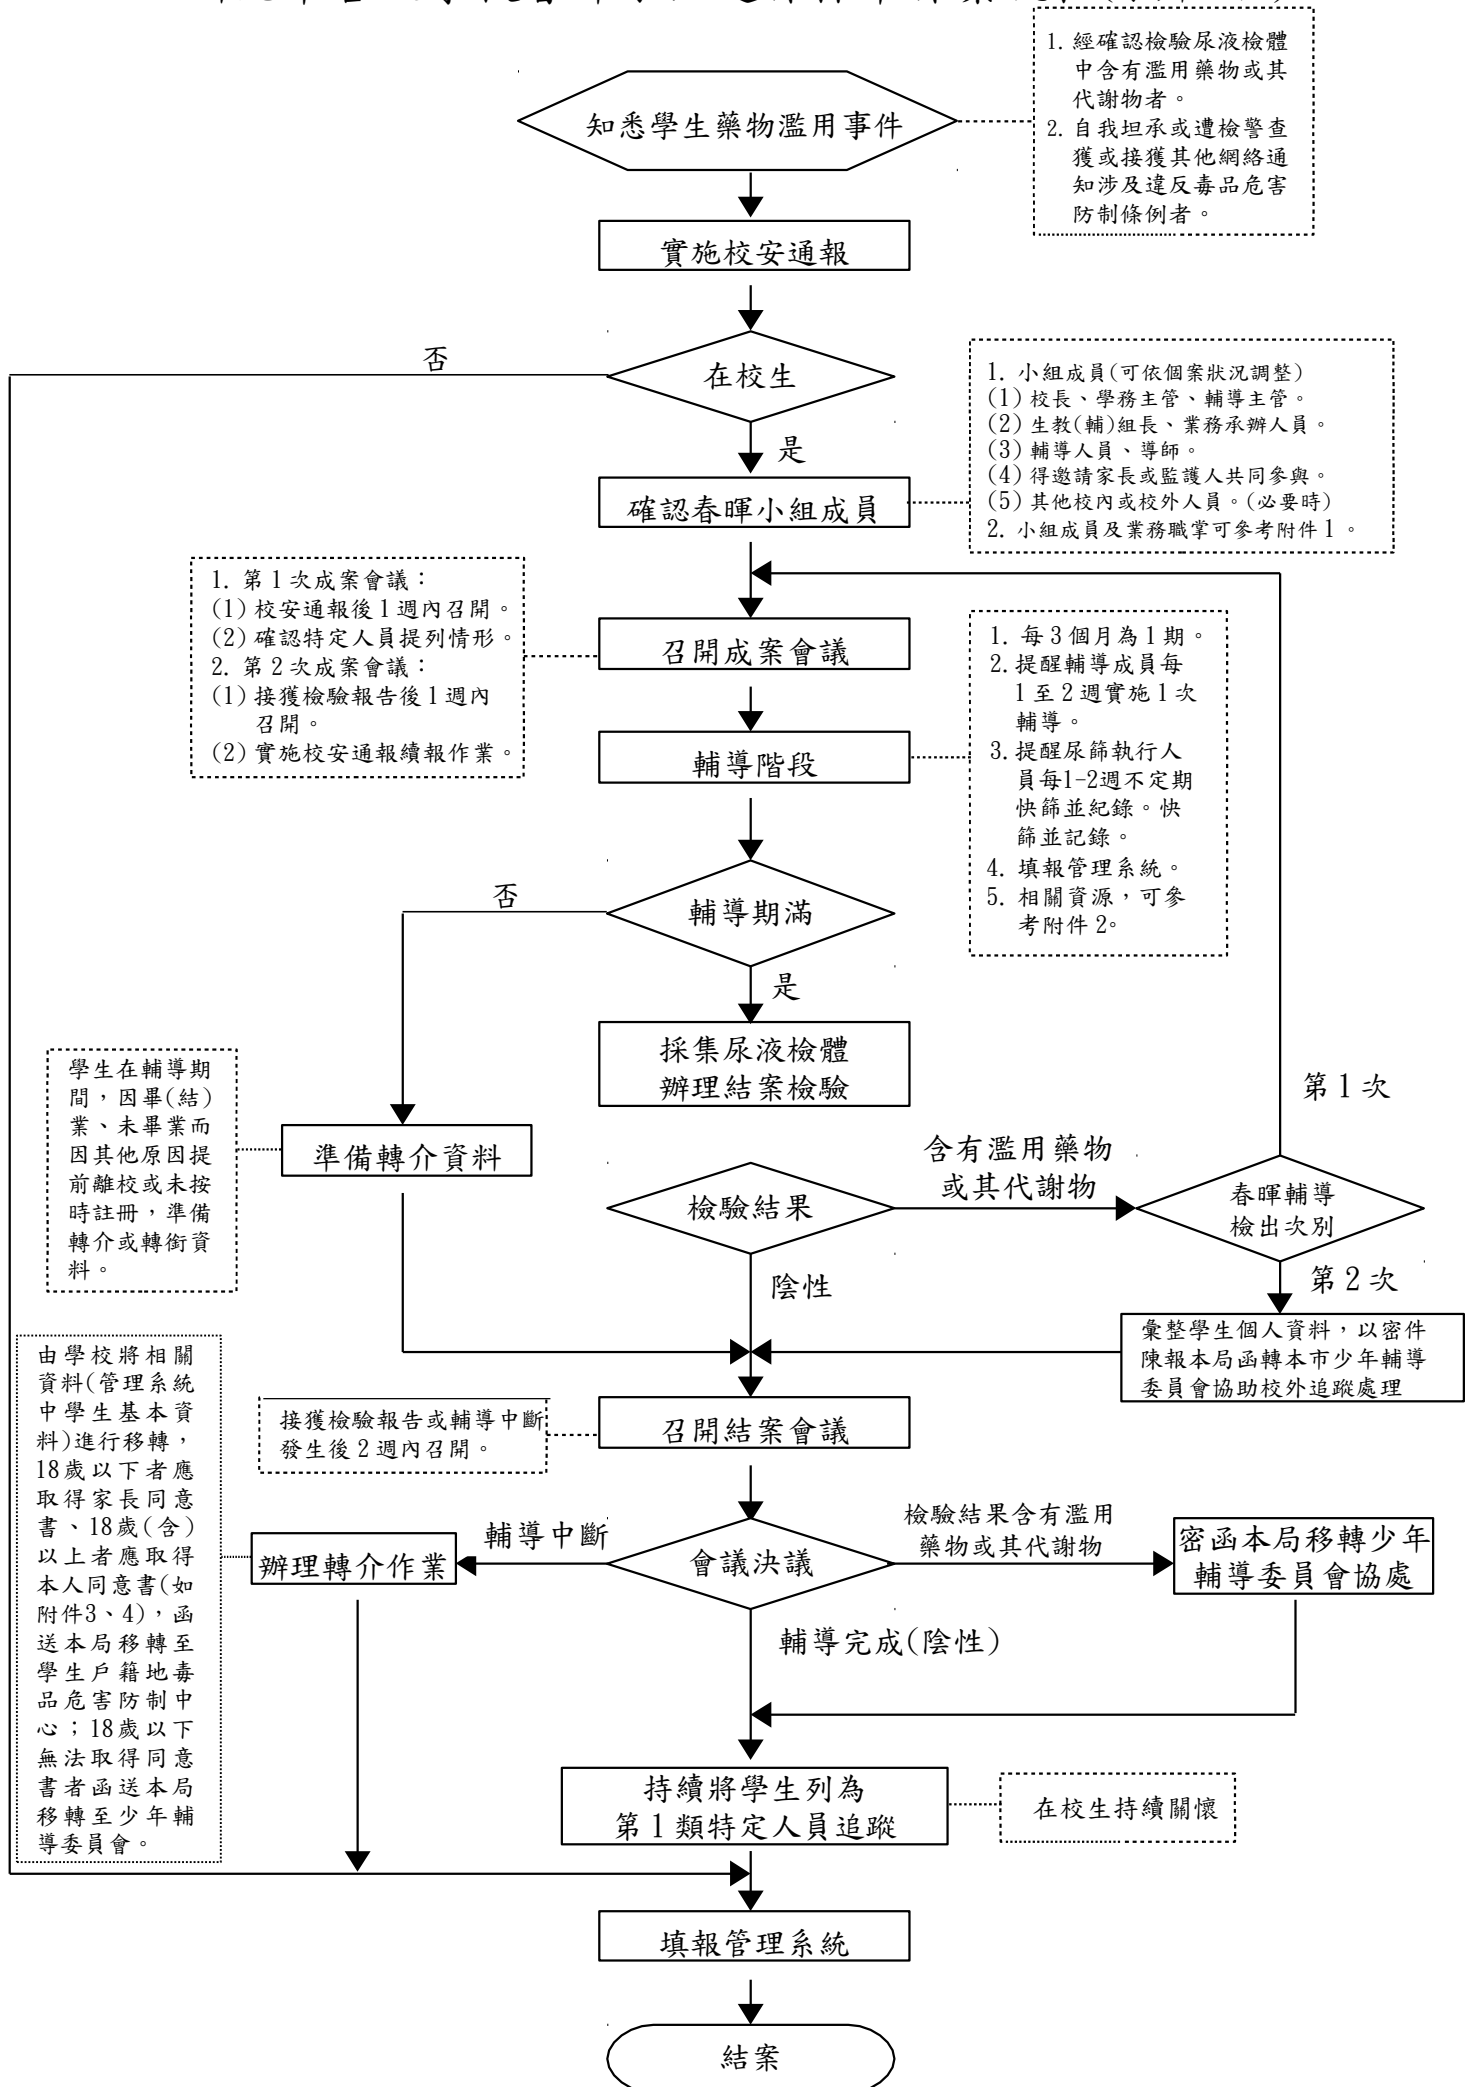 1. 經確認檢驗尿液檢體
中含有濫用藥物或其
代謝物者。
2. 自我坦承或遭檢警查
獲或接獲其他網絡通
知涉及違反毒品危害
防制條例者。
知悉學生藥物濫用事件
實施校安通報
否
在校生
是
1. 小組成員(可依個案狀況調整)
(1)校長、學務主管、輔導主管。
(2)生教(輔)組長、業務承辦人員。
(3)輔導人員、導師。
(4)得邀請家長或監護人共同參與。
(5)其他校內或校外人員。(必要時)
2. 小組成員及業務職掌可參考附件1。
確認春暉小組成員
1. 第1次成案會議：
(1)校安通報後1週內召開。
(2)確認特定人員提列情形。
2. 第2次成案會議：
(1)接獲檢驗報告後1週內
召開。
(2)實施校安通報續報作業。
召開成案會議
1. 每3個月為1期。
2.提醒輔導成員每
1至2週實施1次
輔導。
3.提醒尿篩執行人
員每1-2週不定期
快篩並紀錄。快
篩並記錄。
4. 填報管理系統。
5. 相關資源，可參
考附件2。
輔導階段
否
輔導期滿
是
採集尿液檢體
辦理結案檢驗
第1次
學生在輔導期
間，因畢(結)
業、未畢業而
因其他原因提
前離校或未按
時註冊，準備
轉介或轉銜資
料。
準備轉介資料
檢驗結果
含有濫用藥物
或其代謝物
春暉輔導
檢出次別
陰性
第2次
彙整學生個人資料，以密件
陳報本局函轉本市少年輔導
委員會協助校外追蹤處理
由學校將相關
資料(管理系統
中學生基本資
料)進行移轉，
18歲以下者應
取得家長同意
書、18歲(含)
以上者應取得
本人同意書(如
附件3、4)，函
送本局移轉至
學生戶籍地毒
品危害防制中
心；18歲以下
無法取得同意
書者函送本局
移轉至少年輔
導委員會。
接獲檢驗報告或輔導中斷
發生後2週內召開。
召開結案會議
辦理轉介作業
輔導中斷
會議決議
檢驗結果含有濫用
藥物或其代謝物
密函本局移轉少年
輔導委員會協處
輔導完成(陰性)
持續將學生列為
第1類特定人員追蹤
在校生持續關懷
填報管理系統
結案